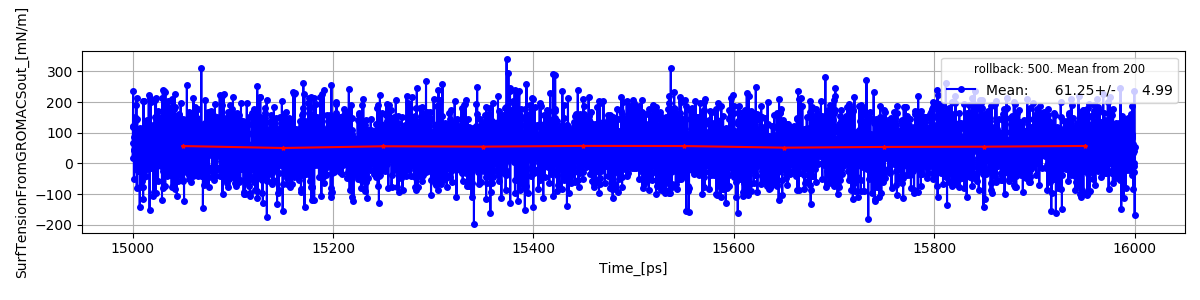 SurfTensionFromGROMACSout_[mN/m]
300
200
100
0
−100
−200
rollback: 500. Mean from 200
Mean: 61.25+/- 4.99
15000 15200 15400 15600 15800 16000
Time_[ps]